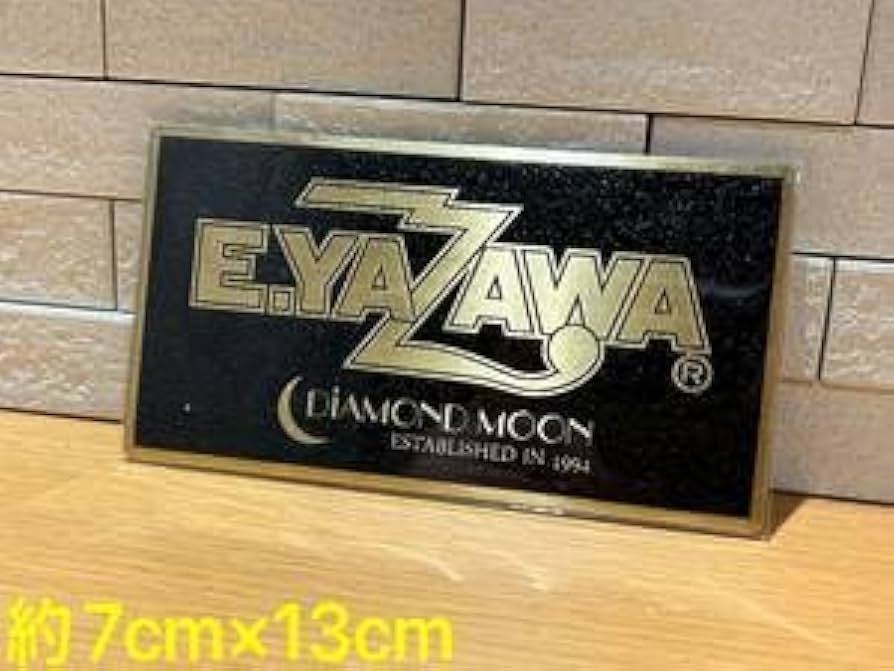 E.YAZAWA
®
DiAMOND MOON
ESTABLISHED IN 1994
約7cm×13cm